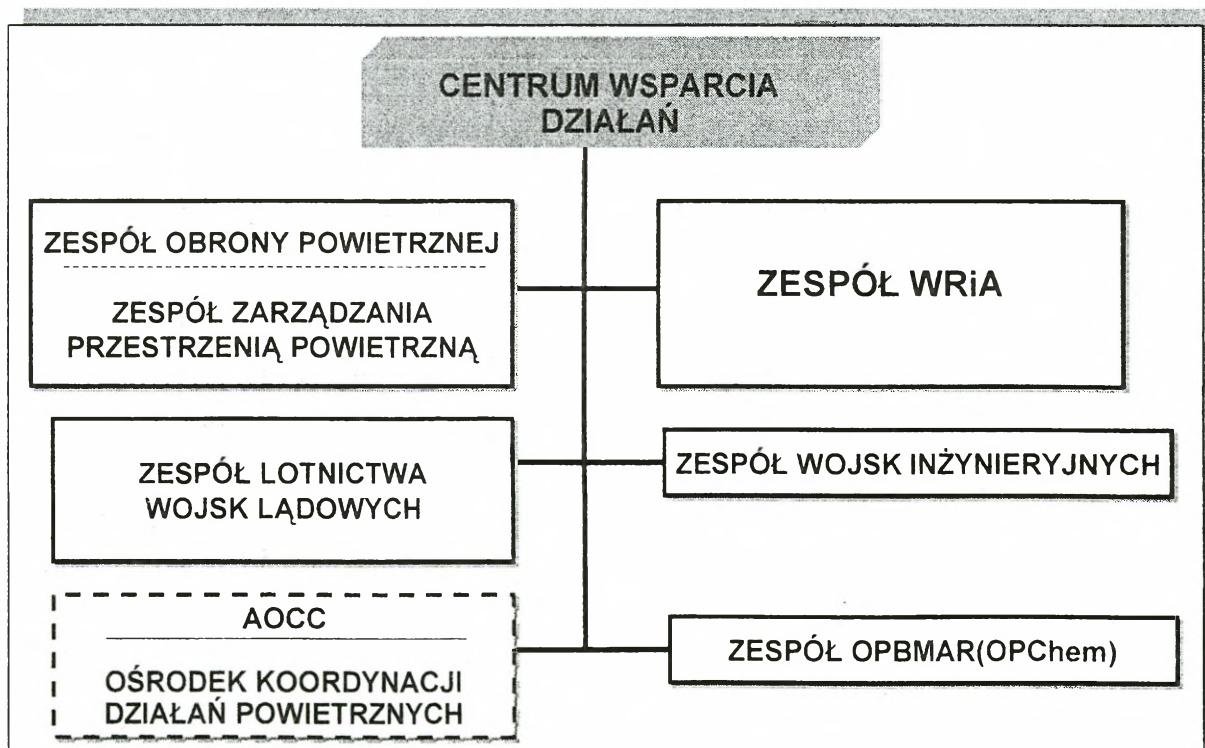 CENTRUM WSPARCIA
DZIAŁAŃ
ZESPÓŁ OBRONY POWIETRZNEJ
ZESPÓŁ ZARZĄDZANIA
PRZESTRZENIĄ POWIETRZNĄ
ZESPÓŁ WRiA
ZESPÓŁ LOTNICTWA
WOJSK LĄDOWYCH
ZESPÓŁ WOJSK INŻYNIERYJNYCH
AOCC
OŚRODEK KOORDYNACJI
DZIAŁAŃ POWIETRZNYCH
ZESPÓŁ OPBMAR(OPChem)